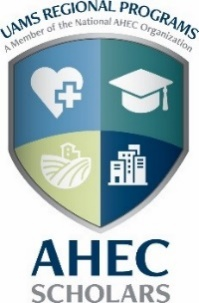 UAMS REGIONAL PROGRAMS
A Member of the National AHEC Organization
AHEC
SCHOLARS